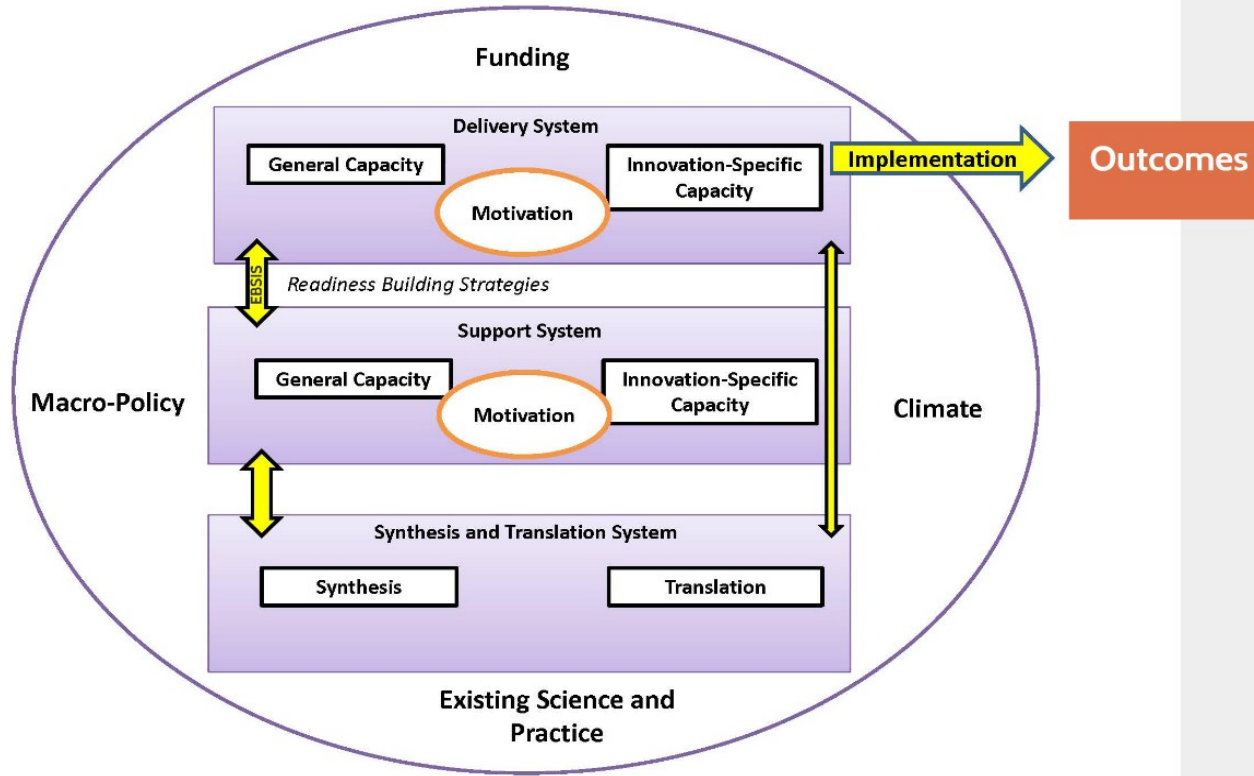 Funding
Delivery System
General Capacity
Innovation-Specific
Capacity
Motivation
Implementation
Outcomes
EBSIS
Readiness Building Strategies
Support System
General Capacity
Innovation-Specific
Capacity
Motivation
Macro-Policy
Climate
Synthesis and Translation System
Synthesis
Translation
Existing Science and
Practice